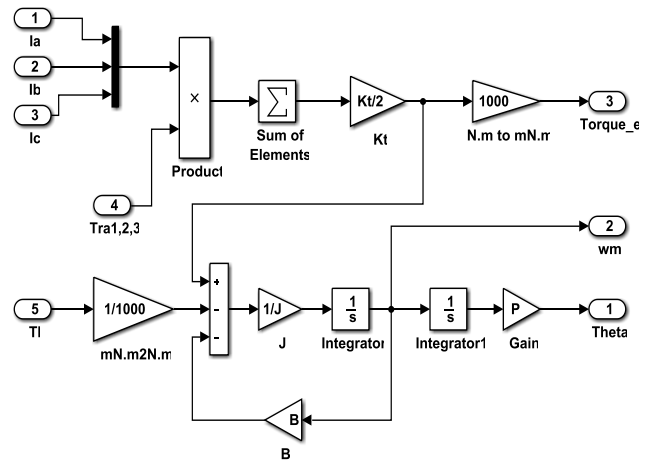 1
Ia
2
Ib
3
Ic
×
Product
4
Tra1,2,3
Σ
Sum of
Elements
Kt/2
Kt
1000
N.m to mN.m
3
Torque_e
2
wm
5
Tl
1/1000
mN.m2N.m
+
-
-
1/J
J
1
s
Integrator
1
s
Integrator1
P
Gain
1
Theta
B
B